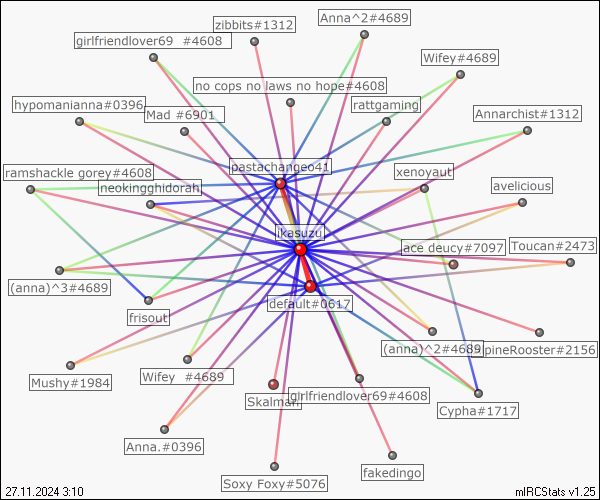 Anna^2#4689
zibbits#1312
girlfriendlover69 #4608
Wifey#4689
no cops no laws no hope#4608
hypomanianna#0396
rattgaming
Mad #6901
Annarchist#1312
pastachangeo41
ramshackle gorey#4608
xenoyaut
neokingghidorah
avelicious
ikasuzu
ace deucy#7097
Toucan#2473
(anna)^3#4689
default#0617
frisout
(anna)^2#4689
pineRooster#2156
Wifey #4689
Mushy#1984
Skalman
girlfriendlover69#4608
Cypha#1717
Anna.#0396
fakedingo
Soxy Foxy#5076
27.11.2024 3:10
mIRCStats v1.25